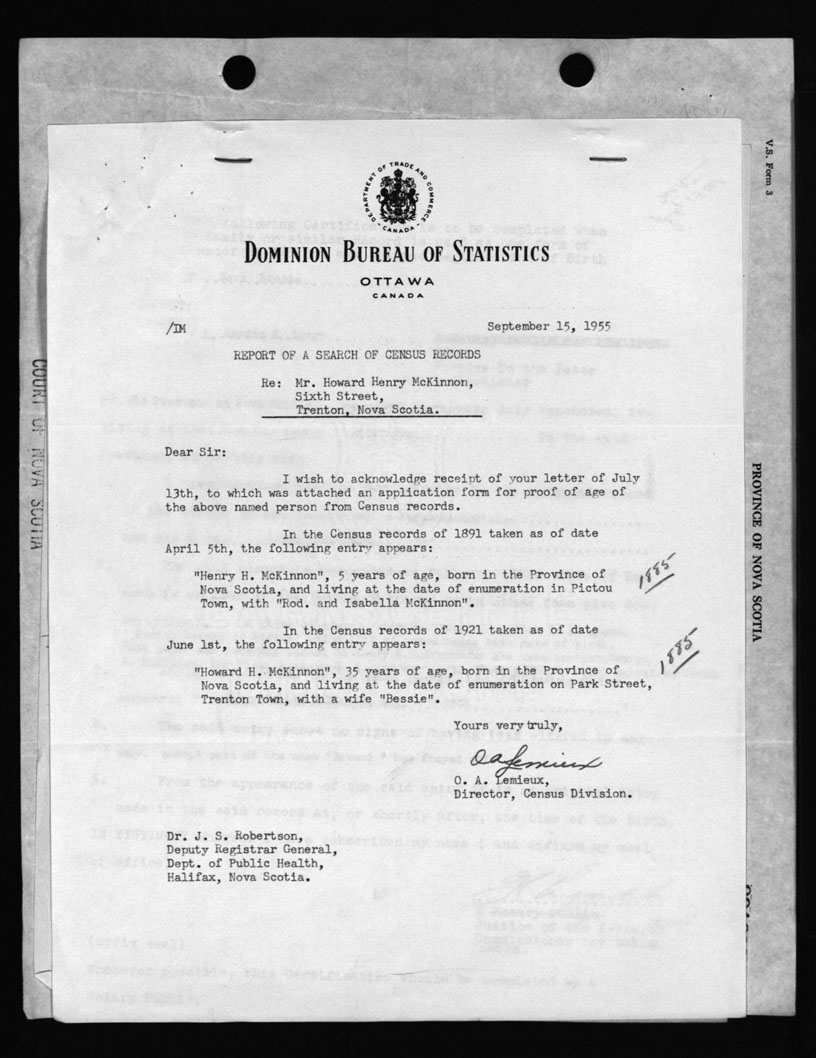 V.S. Form 3
DEPARTMENT OF TRADE AND COMMERCE
CANADA
DOMINION BUREAU OF STATISTICS
OTTAWA
CANADA
/IM
September 15, 1955
REPORT OF A SEARCH OF CENSUS RECORDS
Re: Mr. Howard Henry McKinnon,
Sixth Street,
Trenton, Nova Scotia.
Dear Sir:
I wish to acknowledge receipt of your letter of July
13th, to which was attached an application form for proof of age of
the above named person from Census records.
In the Census records of 1891 taken as of date
April 5th, the following entry appears:
"Henry H. McKinnon", 5 years of age, born in the Province of
Nova Scotia, and living at the date of enumeration in Pictou
Town, with "Rod. and Isabella McKinnon".
1885
In the Census records of 1921 taken as of date
June 1st, the following entry appears:
"Howard H. McKinnon", 35 years of age, born in the Province of
Nova Scotia, and living at the date of enumeration on Park Street,
Trenton Town, with a wife "Bessie".
1885
Yours very truly,
O A Lemieux
O. A. Lemieux,
Director, Census Division.
Dr. J. S. Robertson,
Deputy Registrar General,
Dept. of Public Health,
Halifax, Nova Scotia.
COURT OF NOVA SCOTIA
PROVINCE OF NOVA SCOTIA